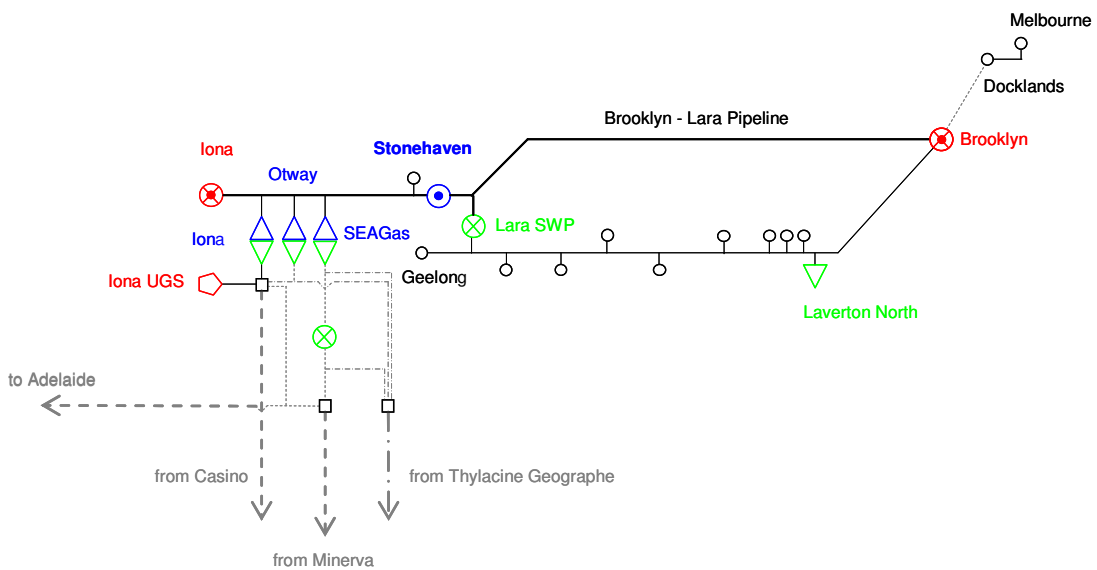 Melbourne
Docklands
Brooklyn - Lara Pipeline
Brooklyn
Iona
Stonehaven
Otway
Lara SWP
Iona
SEAGas
Geelong
Iona UGS
Laverton North
to Adelaide
from Casino
from Thylacine Geographe
from Minerva